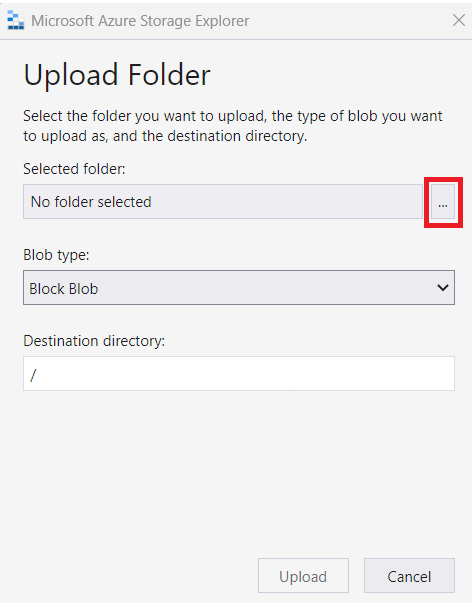 Microsoft Azure Storage Explorer
Upload Folder
Select the folder you want to upload, the type of blob you want
to upload as, and the destination directory.
Selected folder:
No folder selected
...
Blob type:
Block Blob
Destination directory:
/
Upload
Cancel